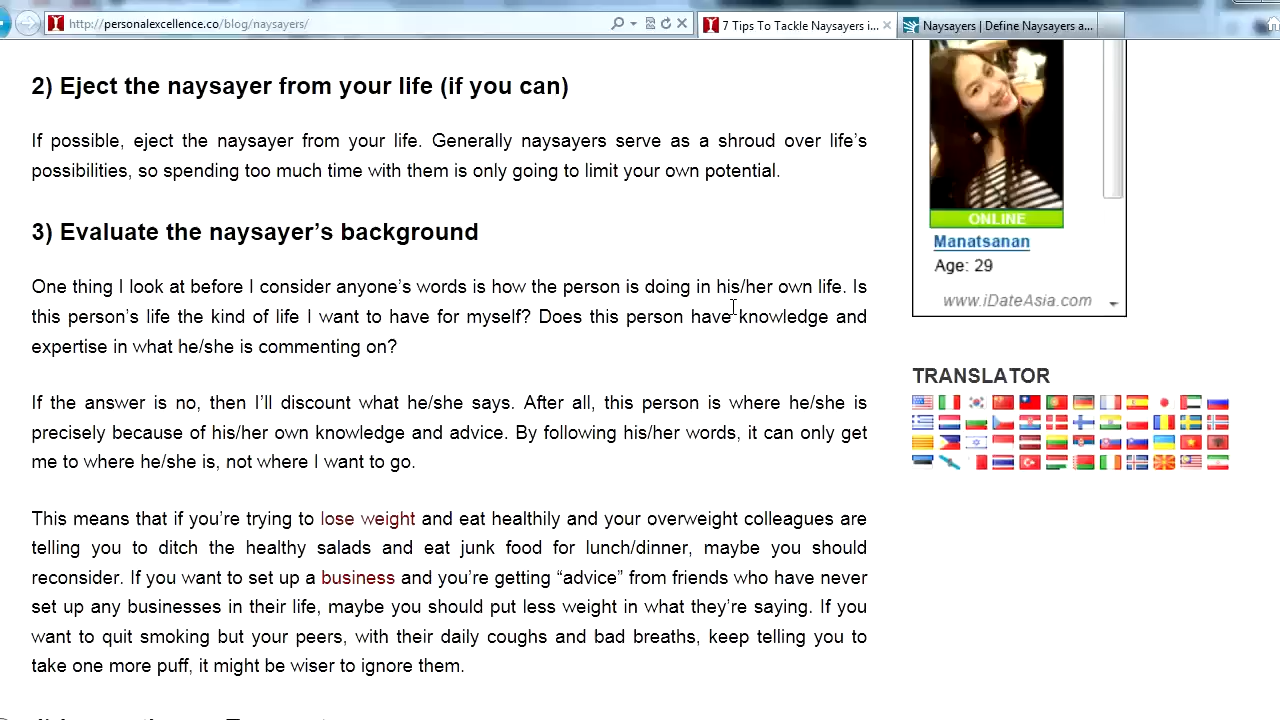 http://personalexcellence.co/blog/naysayers/
7 Tips To Tackle Naysayers i...
Naysayers | Define Naysayers a...
2) Eject the naysayer from your life (if you can)
If possible, eject the naysayer from your life. Generally naysayers serve as a shroud over life’s
possibilities, so spending too much time with them is only going to limit your own potential.
3) Evaluate the naysayer’s background
One thing I look at before I consider anyone’s words is how the person is doing in his/her own life. Is
this person’s life the kind of life I want to have for myself? Does this person have knowledge and
expertise in what he/she is commenting on?
If the answer is no, then I’ll discount what he/she says. After all, this person is where he/she is
precisely because of his/her own knowledge and advice. By following his/her words, it can only get
me to where he/she is, not where I want to go.
This means that if you’re trying to lose weight and eat healthily and your overweight colleagues are
telling you to ditch the healthy salads and eat junk food for lunch/dinner, maybe you should
reconsider. If you want to set up a business and you’re getting “advice” from friends who have never
set up any businesses in their life, maybe you should put less weight in what they’re saying. If you
want to quit smoking but your peers, with their daily coughs and bad breaths, keep telling you to
take one more puff, it might be wiser to ignore them.
ONLINE
Manatsanan
Age: 29
www.iDateAsia.com
TRANSLATOR